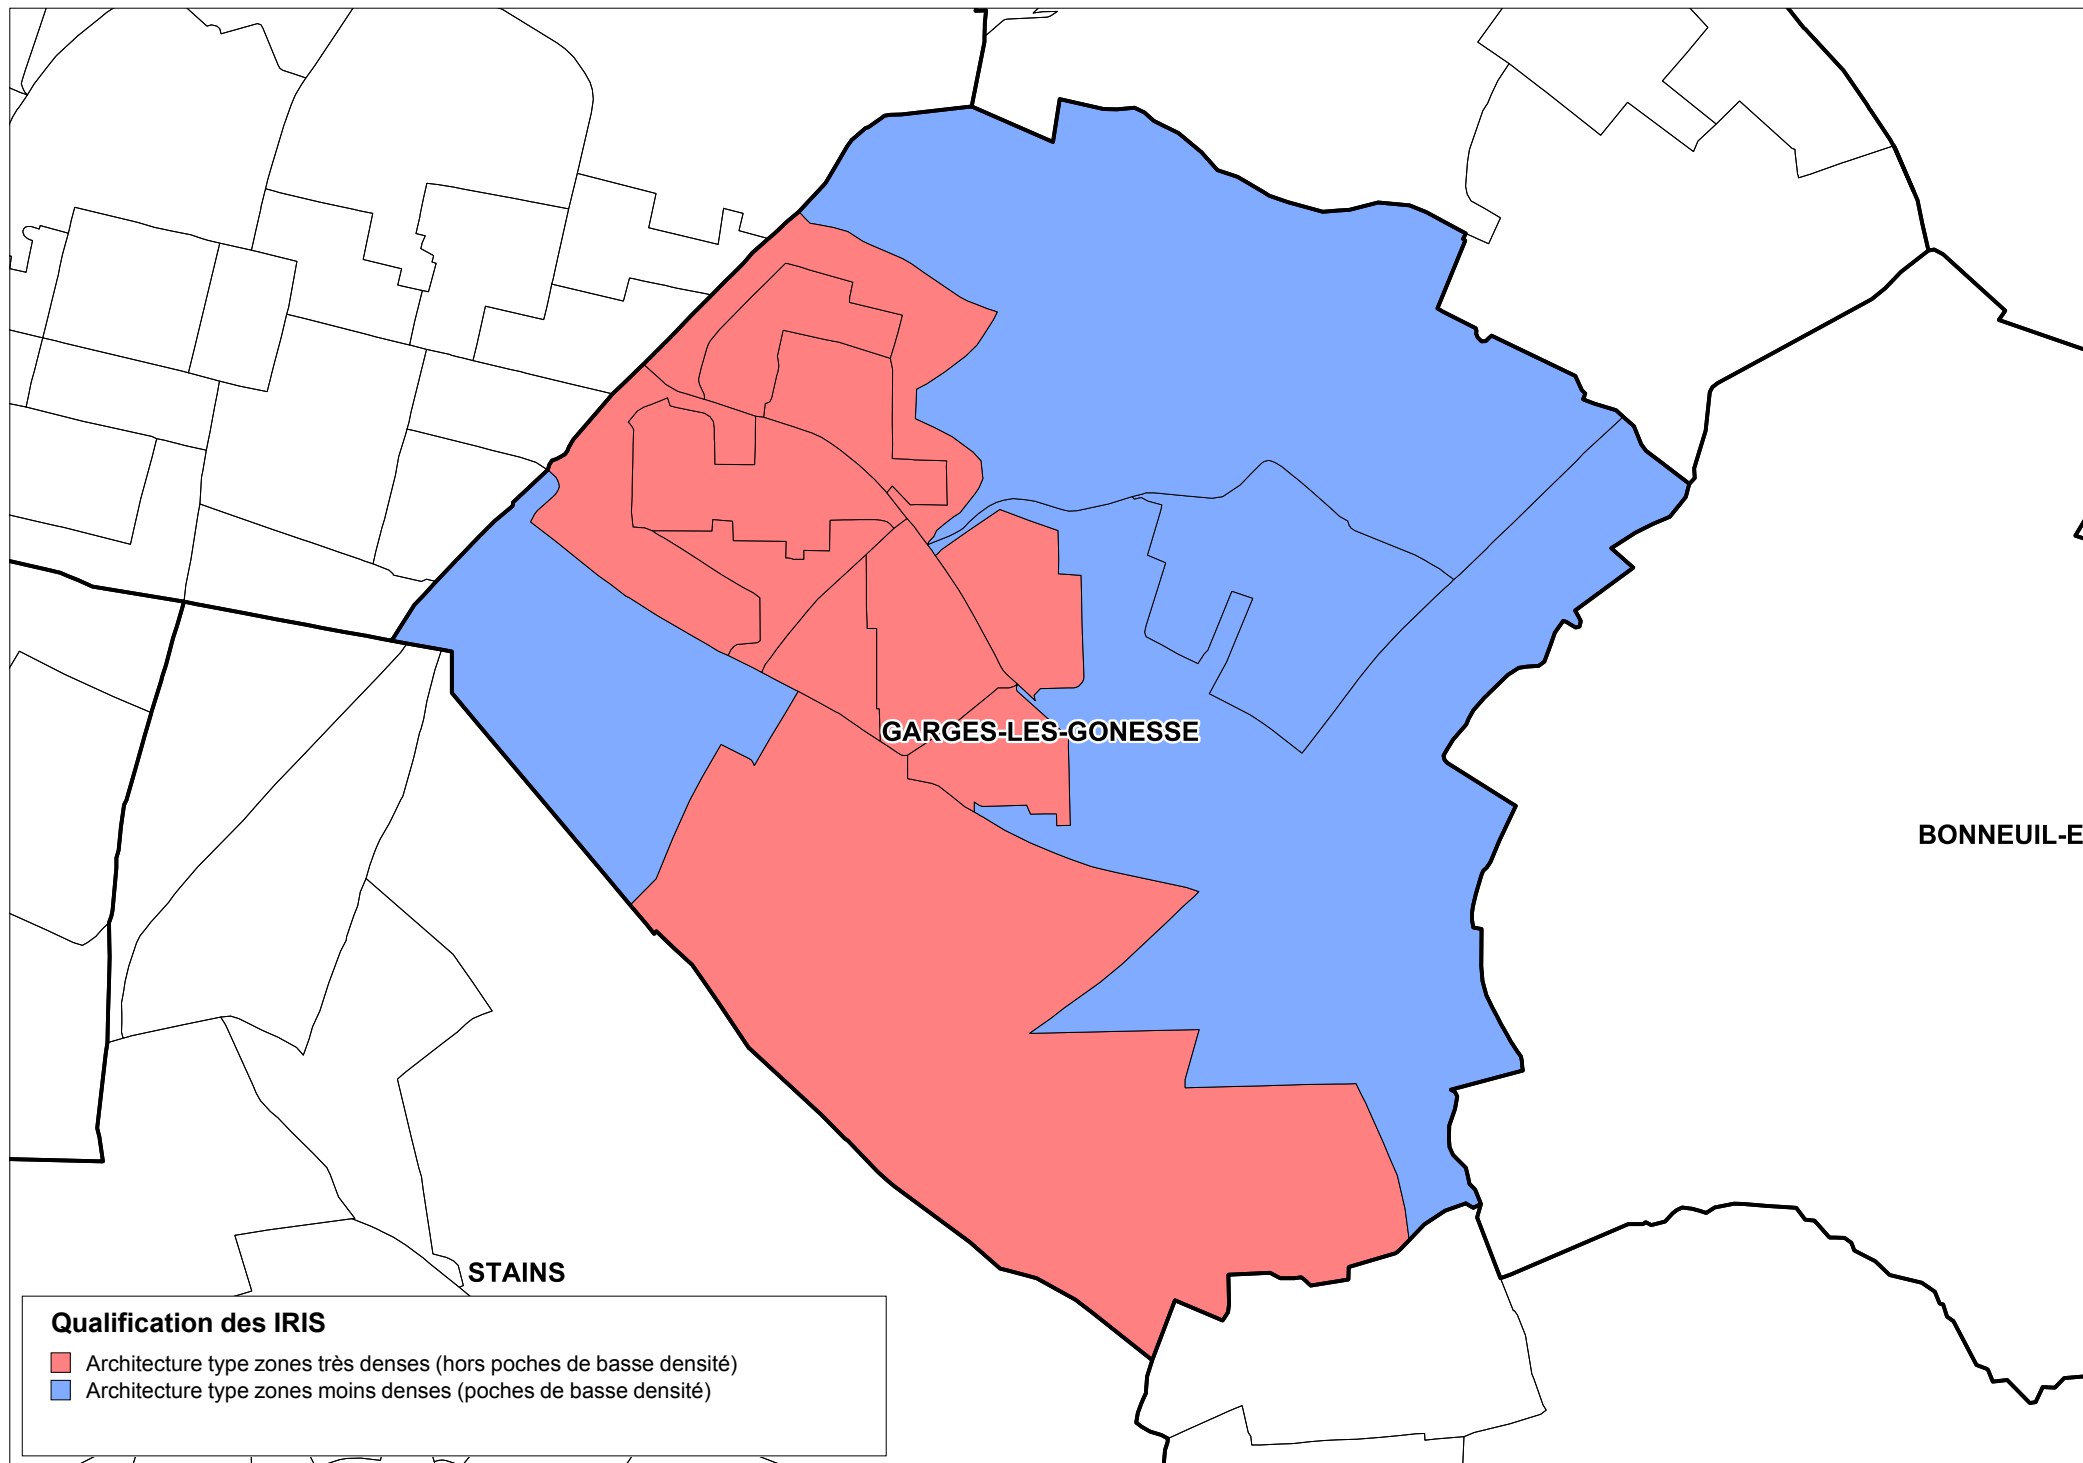 GARGES-LES-GONESSE
BONNEUIL-E
STAINS
Qualification des IRIS
Architecture type zones très denses (hors poches de basse densité)
Architecture type zones moins denses (poches de basse densité)